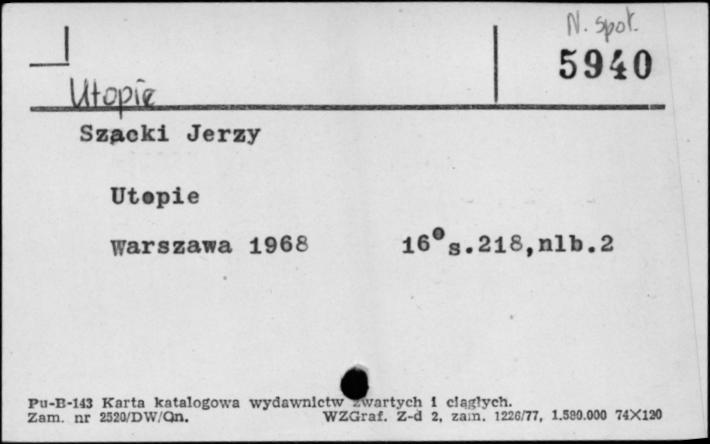 N. społ.
5940
Utopie
Szacki Jerzy
Utopie
Warszawa 1968 16° s.218,nlb.2
Pu-B-143 Karta katalogowa wydawnictw zwartych i ciągłych.
Zam. nr 2520/DW/Qn. WZGraf. Z-d 2, zam. 1226/77, 1.580.000 74X120